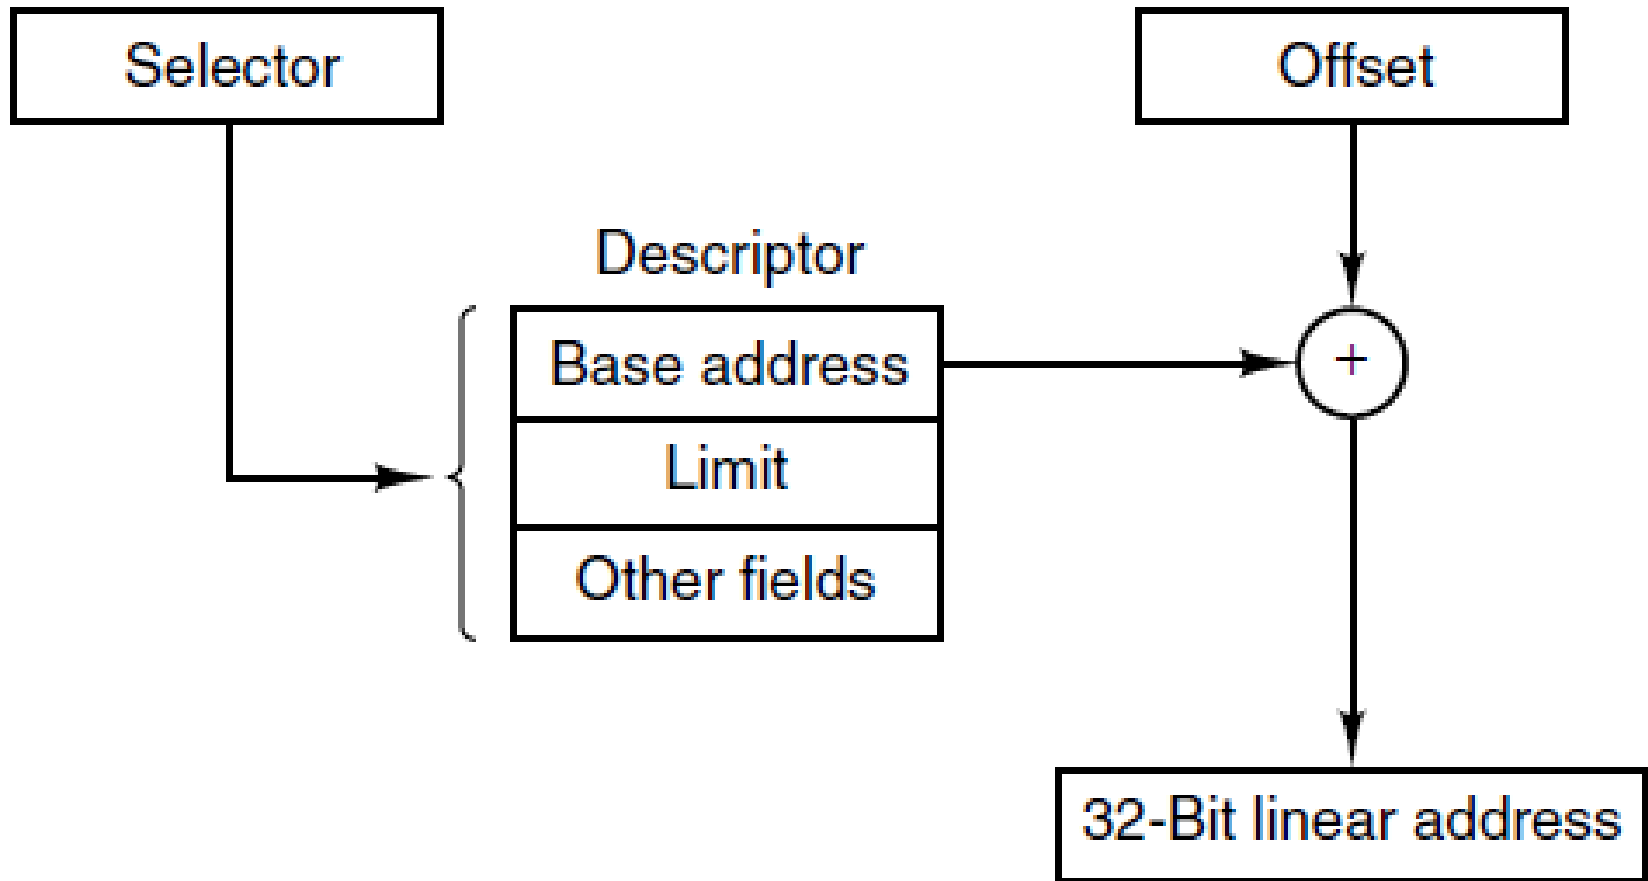 Selector
Offset
Descriptor
Base address
+
Limit
Other fields
32-Bit linear address